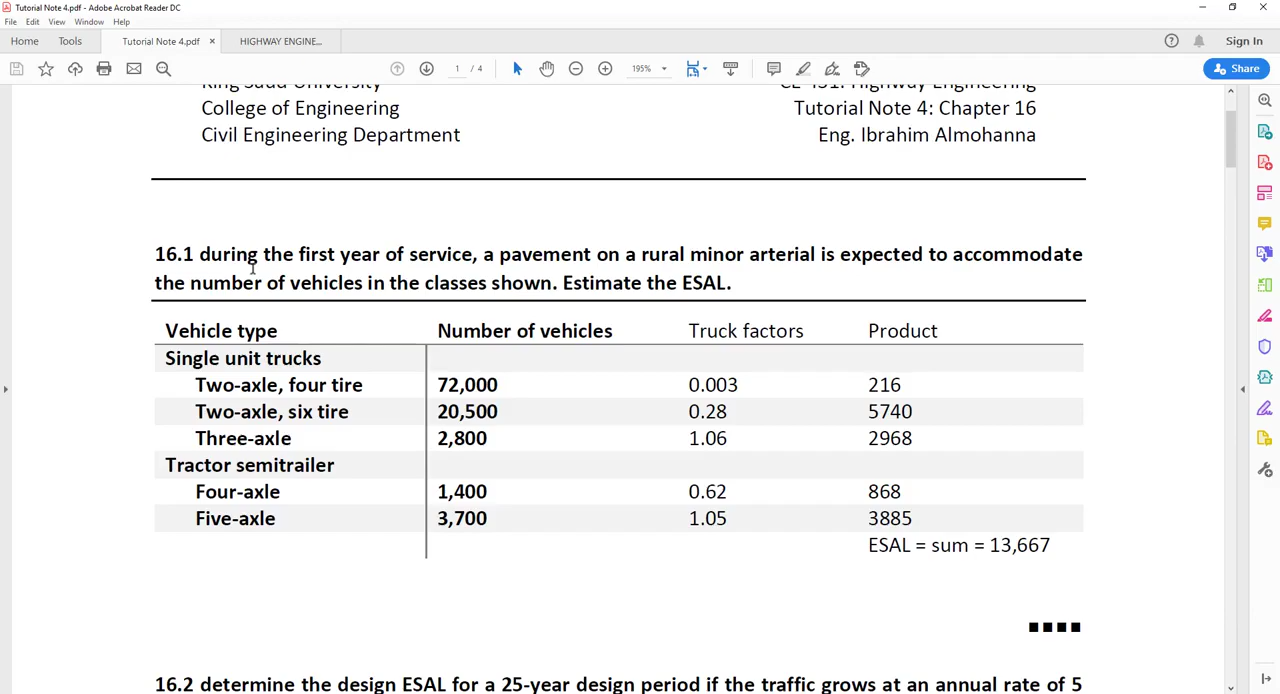 Tutorial Note 4.pdf - Adobe Acrobat Reader DC
File Edit View Window Help
Home Tools Tutorial Note 4.pdf × HIGHWAY ENGINE... Sign In
1 / 4 195% Share
King Saud University CE 431: Highway Engineering
College of Engineering Tutorial Note 4: Chapter 16
Civil Engineering Department Eng. Ibrahim Almohanna
16.1 during the first year of service, a pavement on a rural minor arterial is expected to accommodate
the number of vehicles in the classes shown. Estimate the ESAL.
Vehicle type Number of vehicles Truck factors Product
Single unit trucks
Two-axle, four tire 72,000 0.003 216
Two-axle, six tire 20,500 0.28 5740
Three-axle 2,800 1.06 2968
Tractor semitrailer
Four-axle 1,400 0.62 868
Five-axle 3,700 1.05 3885
ESAL = sum = 13,667
16.2 determine the design ESAL for a 25-year design period if the traffic grows at an annual rate of 5